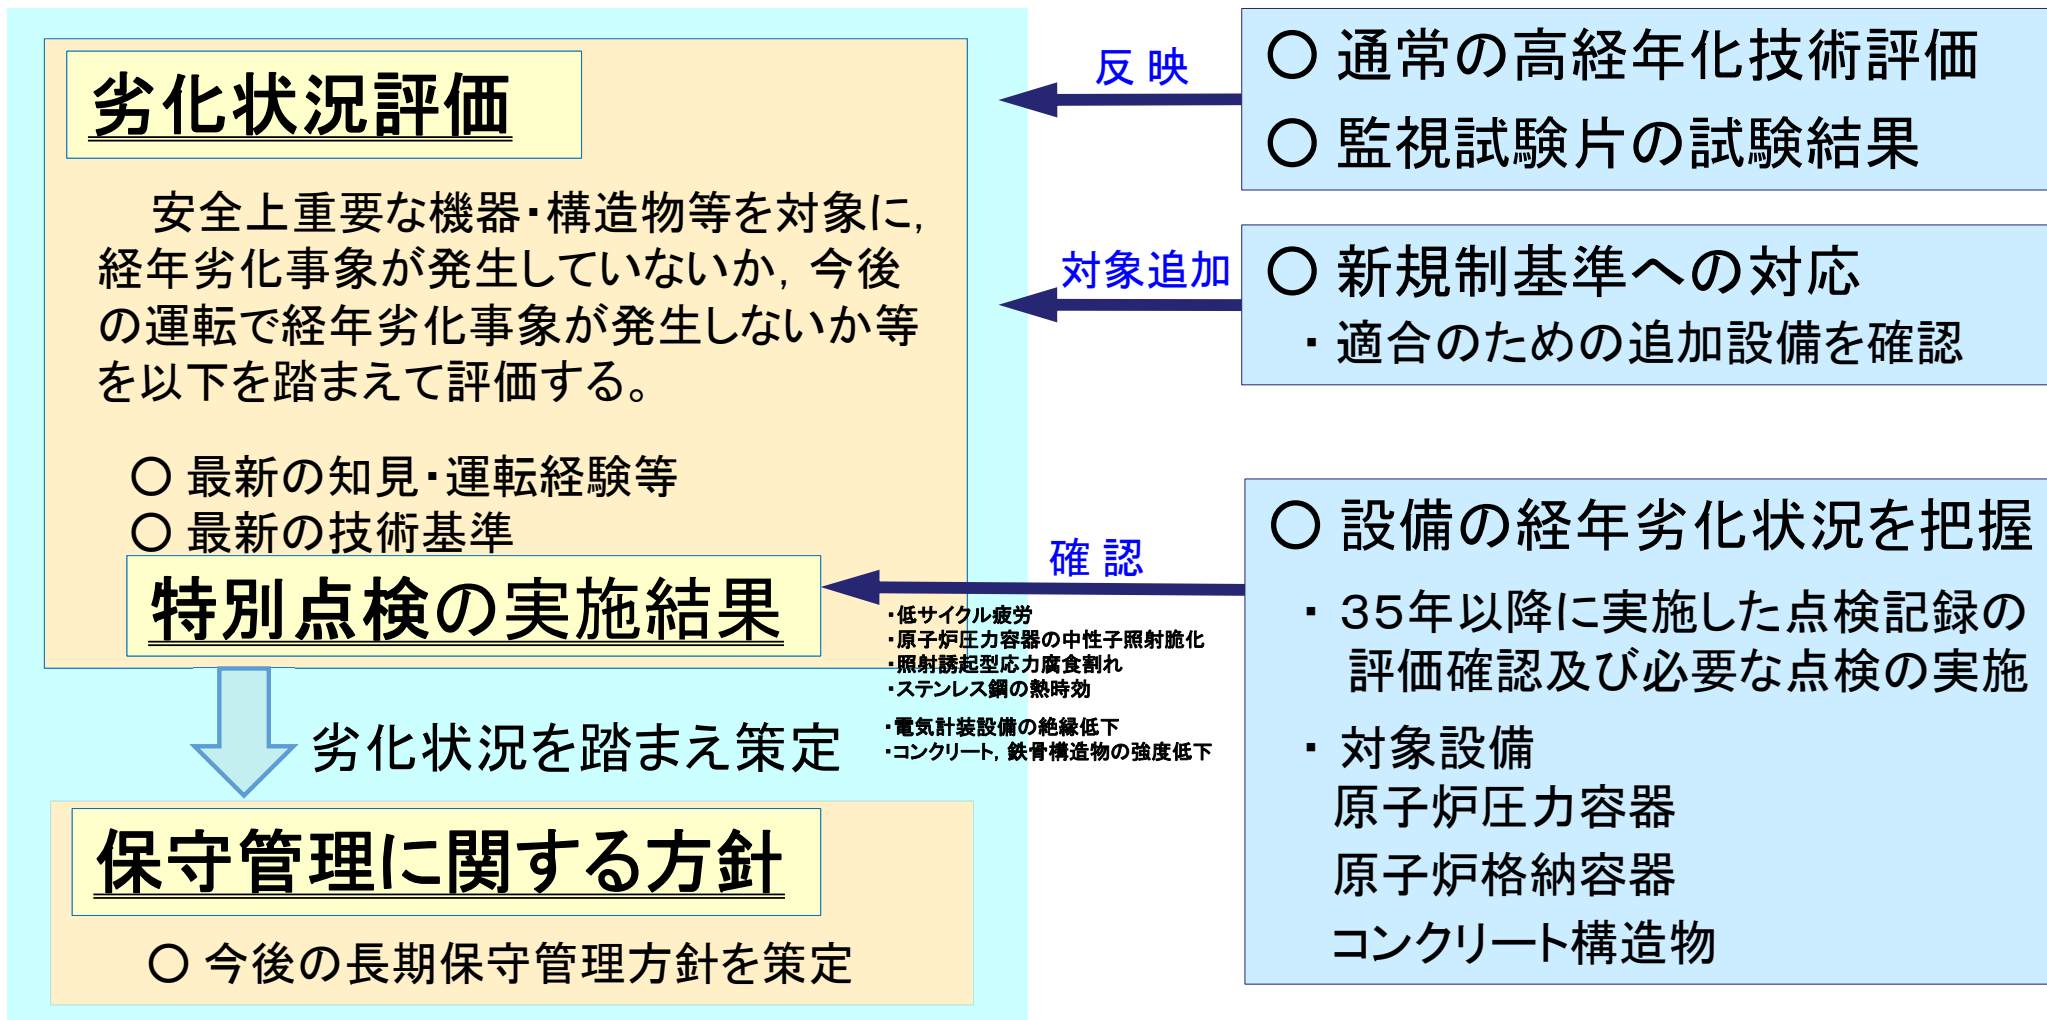 劣化状況評価
安全上重要な機器・構造物等を対象に,
経年劣化事象が発生していないか, 今後
の運転で経年劣化事象が発生しないか等
を以下を踏まえて評価する。
○ 最新の知見・運転経験等
○ 最新の技術基準
特別点検の実施結果
劣化状況を踏まえ策定
保守管理に関する方針
○ 今後の長期保守管理方針を策定
反 映
対象追加
確 認
・低サイクル疲労
・原子炉圧力容器の中性子照射脆化
・照射誘起型応力腐食割れ
・ステンレス鋼の熱時効
・電気計装設備の絶縁低下
・コンクリート, 鉄骨構造物の強度低下
○ 通常の高経年化技術評価
○ 監視試験片の試験結果
○ 新規制基準への対応
・適合のための追加設備を確認
○ 設備の経年劣化状況を把握
・35年以降に実施した点検記録の
評価確認及び必要な点検の実施
・対象設備
原子炉圧力容器
原子炉格納容器
コンクリート構造物